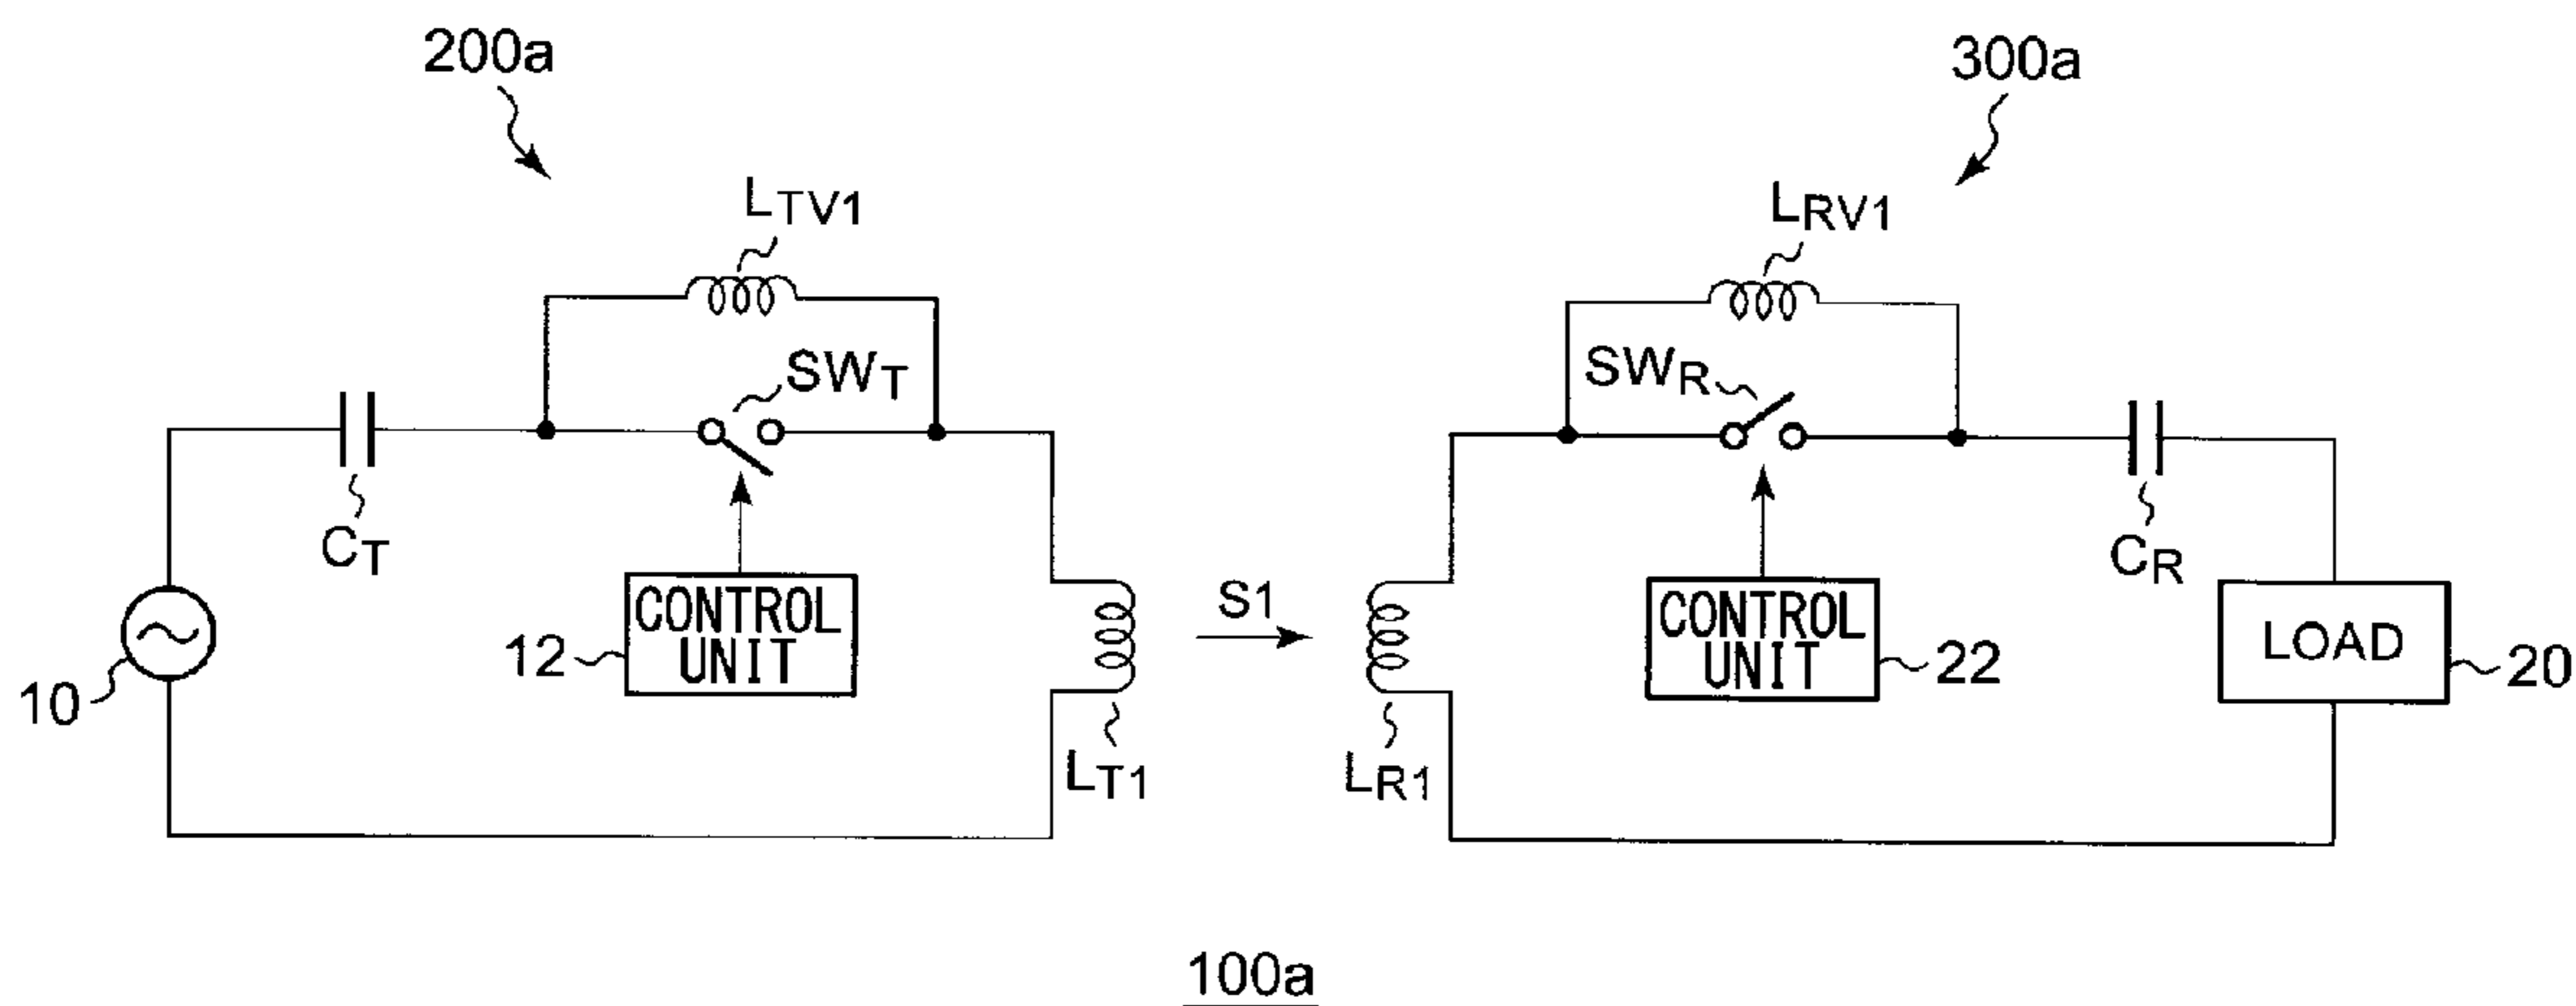 200a
300a
LTV1
LRV1
SWT
SWR
CT
CONTROL
UNIT
12
10
LT1
S1
LR1
CONTROL
UNIT
22
CR
LOAD
20
100a